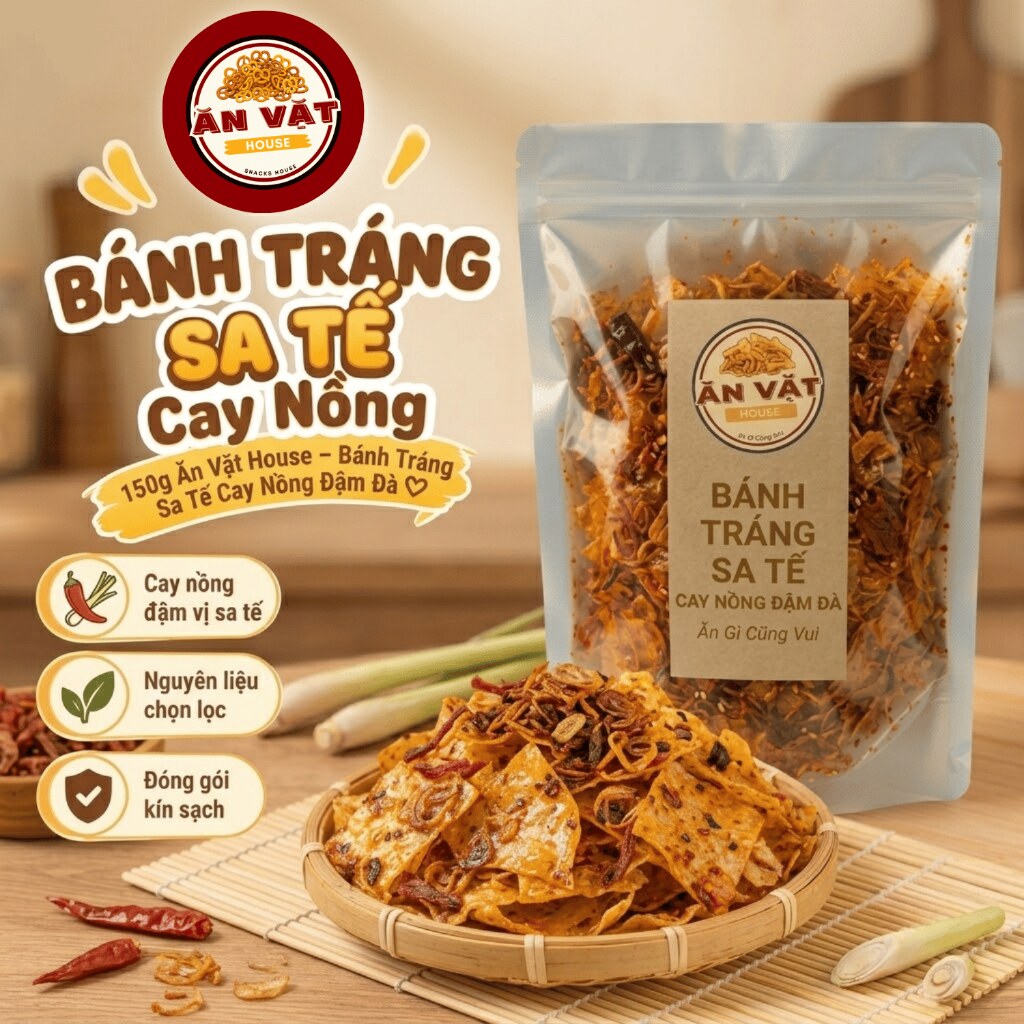 ĂN VẶT
HOUSE
SNACKS HOUSE
BÁNH TRÁNG
SA TẾ
Cay Nồng
150g Ăn Vặt House – Bánh Tráng
Sa Tế Cay Nồng Đậm Đà ♡
Cay nồng
đậm vị sa tế
Nguyên liệu
chọn lọc
Đóng gói
kín sạch
ĂN VẶT
HOUSE
BÁNH
TRÁNG
SA TẾ
CAY NỒNG ĐẬM ĐÀ
Ăn Gì Cũng Vui